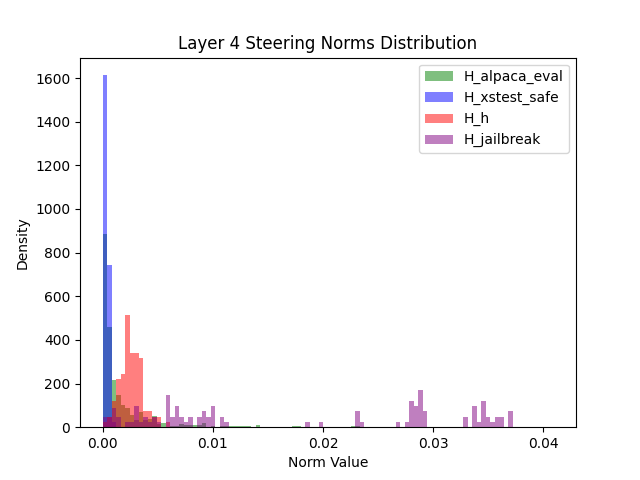 Layer 4 Steering Norms Distribution
H_alpaca_eval
H_xstest_safe
H_h
H_jailbreak
1600
1400
1200
1000
800
600
400
200
0
Density
0.00 0.01 0.02 0.03 0.04
Norm Value